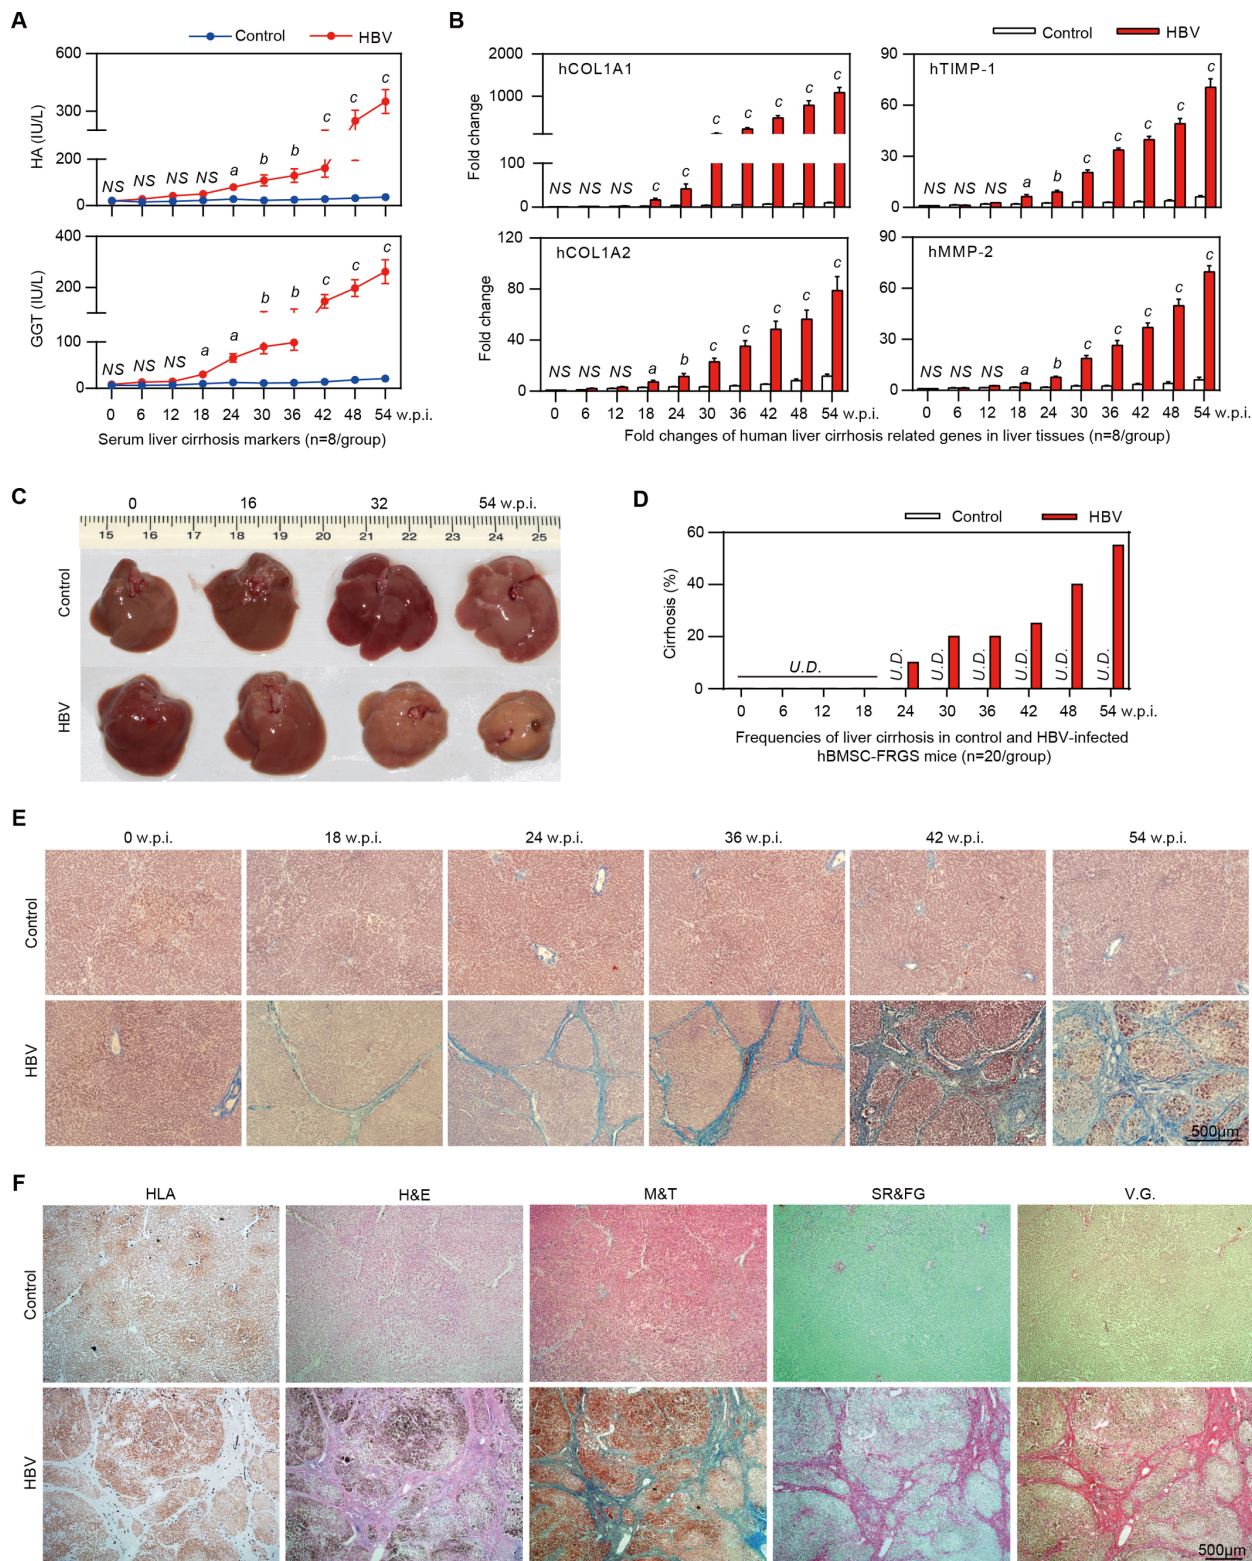 A
Control HBV
600
300
200
0
HA (IU/L)
NS NS NS NS a b b c c c
400
200
100
0
GGT (IU/L)
NS NS NS a a b b c c c
0 6 12 18 24 30 36 42 48 54 w.p.i.
Serum liver cirrhosis markers (n=8/group)
B
Control HBV
hCOL1A1
2000
1000
100
0
Fold change
NS NS NS c c c c c c c
hTIMP-1
90
60
30
0
NS NS NS a b c c c c c
hCOL1A2
120
80
40
0
Fold change
NS NS NS a b c c c c c
hMMP-2
90
60
30
0
NS NS NS a b c c c c c
0 6 12 18 24 30 36 42 48 54
0 6 12 18 24 30 36 42 48 54 w.p.i.
Fold changes of human liver cirrhosis related genes in liver tissues (n=8/group)
C
0 16 32 54 w.p.i.
15 16 17 18 19 20 21 22 23 24 25
Control
HBV
D
Control HBV
60
40
20
0
Cirrhosis (%)
U.D. U.D. U.D. U.D. U.D. U.D. U.D.
0 6 12 18 24 30 36 42 48 54 w.p.i.
Frequencies of liver cirrhosis in control and HBV-infected
hBMSC-FRGS mice (n=20/group)
E
0 w.p.i. 18 w.p.i. 24 w.p.i. 36 w.p.i. 42 w.p.i. 54 w.p.i.
Control
HBV
500μm
F
HLA H&E M&T SR&FG V.G.
Control
HBV
500μm